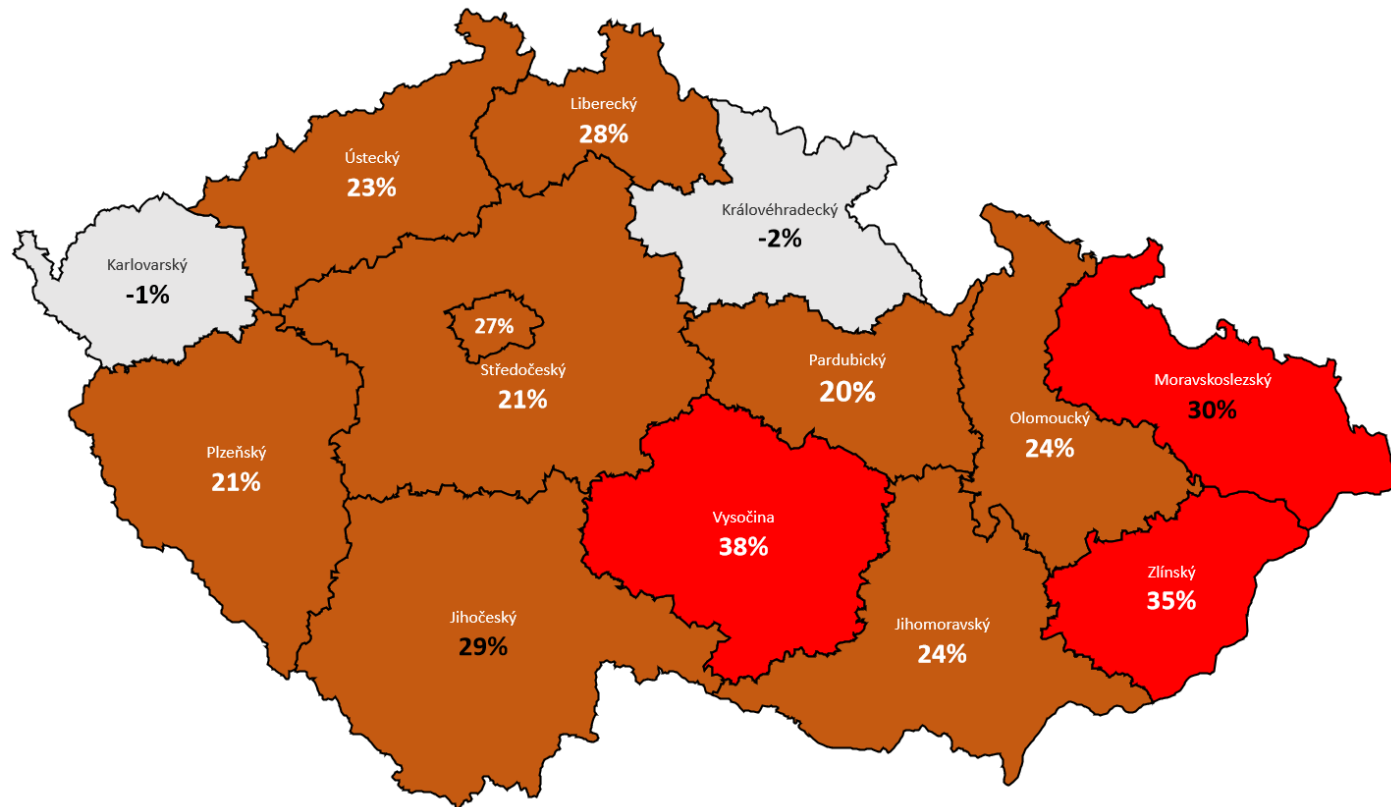 Liberecký
28%
Ústecký
23%
Královéhradecký
-2%
Karlovarský
-1%
27%
Středočeský
21%
Pardubický
20%
Moravskoslezský
30%
Olomoucký
24%
Plzeňský
21%
Vysočina
38%
Zlínský
35%
Jihočeský
29%
Jihomoravský
24%